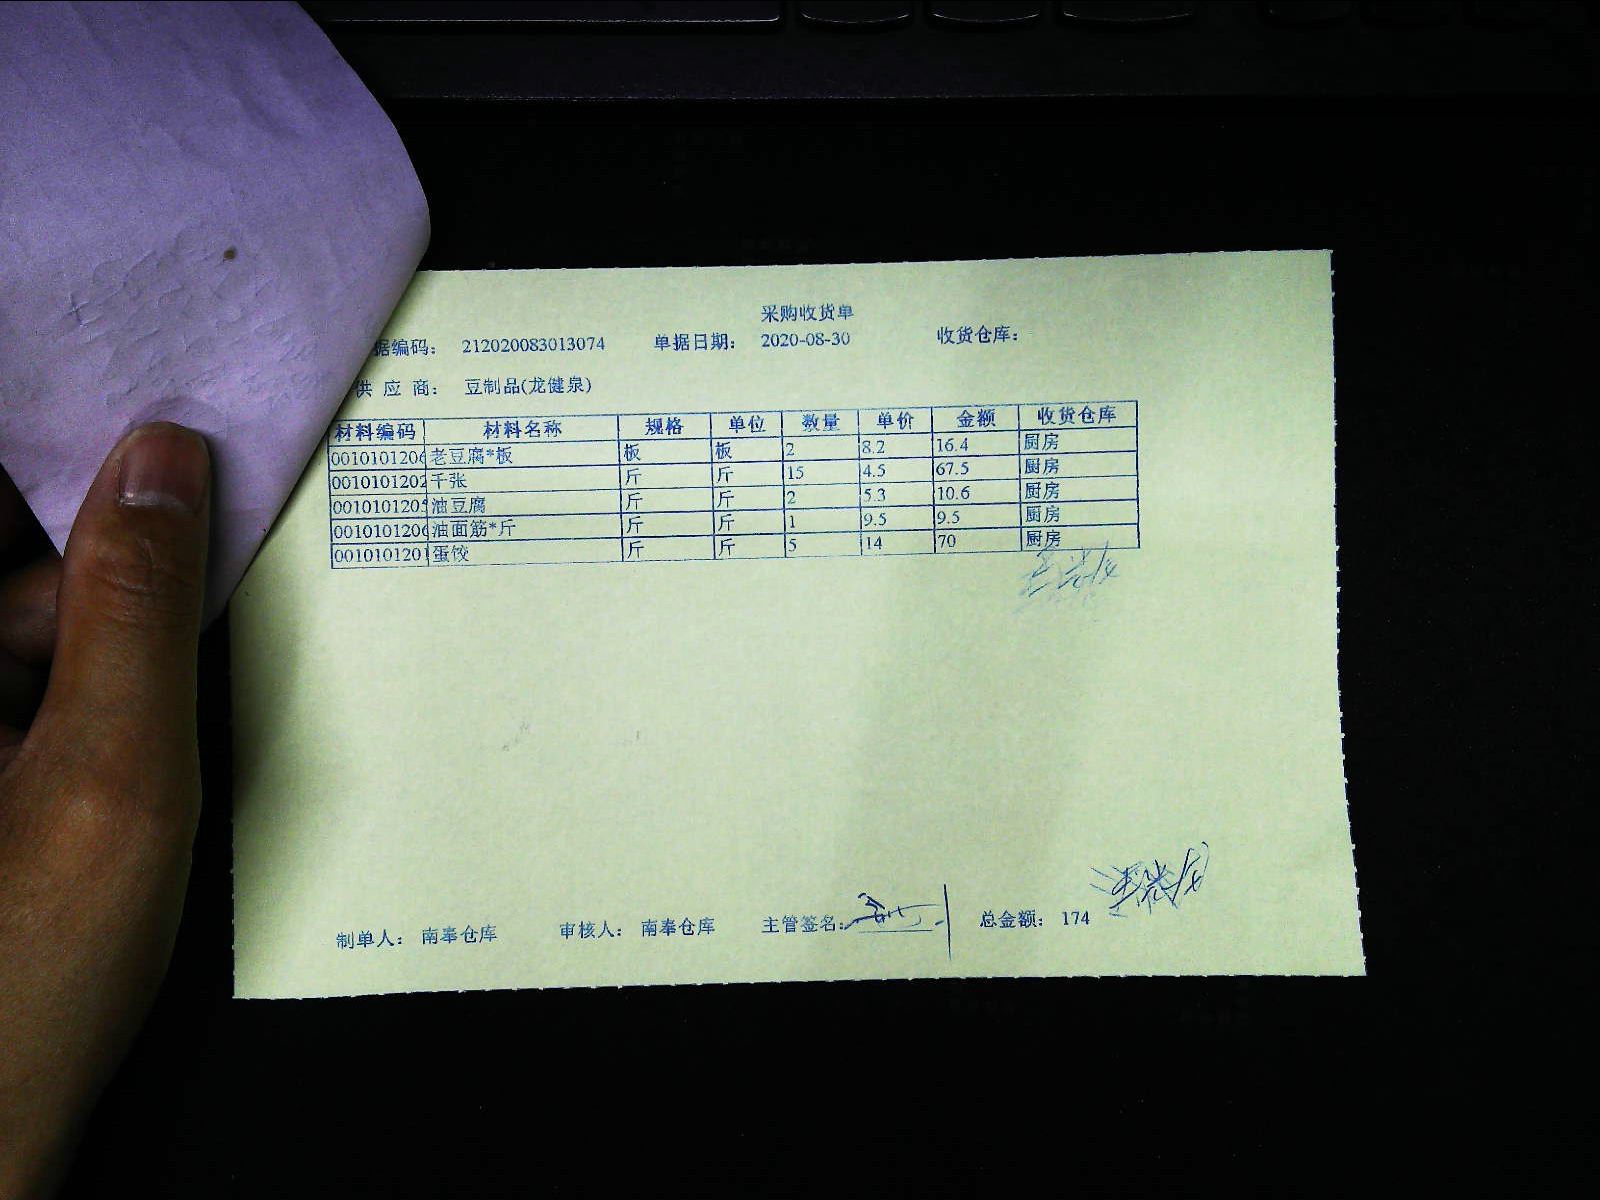 采购收货单
据编码： 212020083013074 单据日期： 2020-08-30 收货仓库：
供 应 商： 豆制品(龙健泉)
材料编码 材料名称 规格 单位 数量 单价 金额 收货仓库
0010101206 老豆腐*板 板 板 2 8.2 16.4 厨房
0010101202 千张 斤 斤 15 4.5 67.5 厨房
0010101205 油豆腐 斤 斤 2 5.3 10.6 厨房
0010101206 油面筋*斤 斤 斤 1 9.5 9.5 厨房
0010101201 蛋饺 斤 斤 5 14 70 厨房
制单人： 南奉仓库 审核人： 南奉仓库 主管签名： 总金额： 174